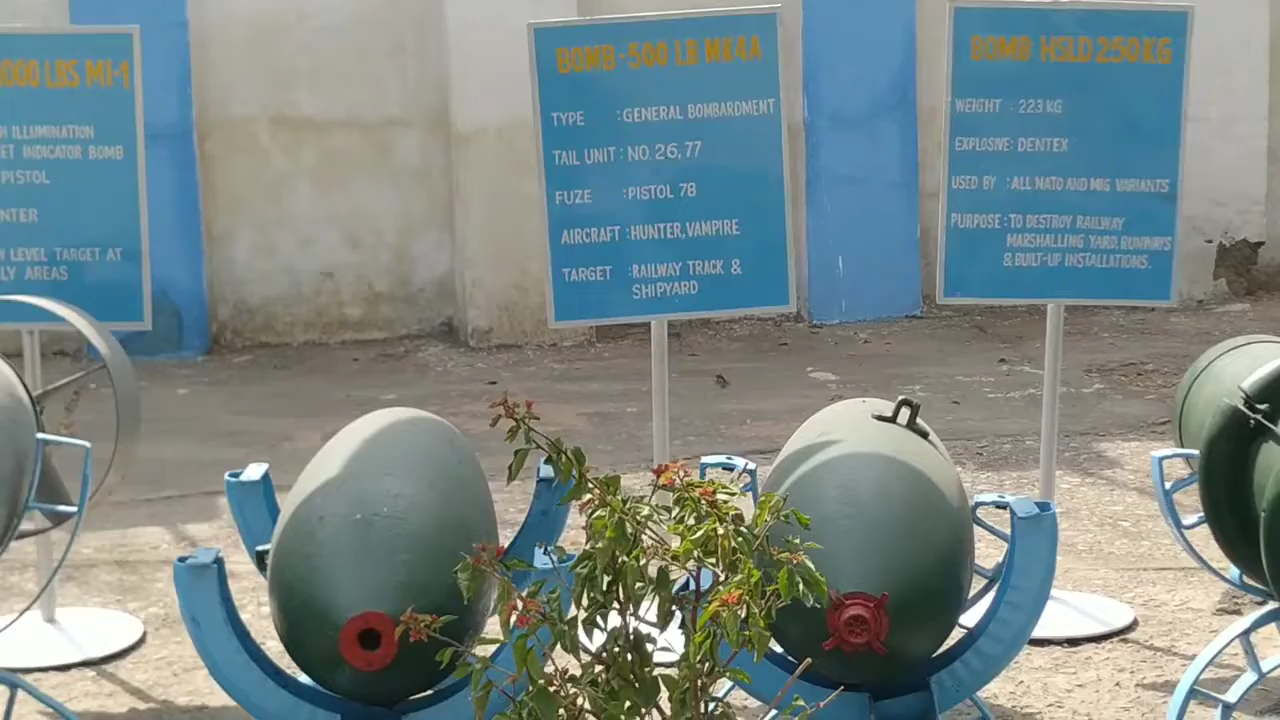 000 LBS MI-1
ILLUMINATION
ET INDICATOR BOMB
PISTOL
NTER
LEVEL TARGET AT
LY AREAS
BOMB-500 LB MK4A
TYPE : GENERAL BOMBARDMENT
TAIL UNIT : NO. 26, 77
FUZE : PISTOL 78
AIRCRAFT : HUNTER, VAMPIRE
TARGET : RAILWAY TRACK &
SHIPYARD
BOMB HSLD 250 KG
WEIGHT : 223 KG
EXPLOSIVE: DENTEX
USED BY : ALL NATO AND MIG VARIANTS
PURPOSE : TO DESTROY RAILWAY
MARSHALLING YARD, RUNWAYS
& BUILT-UP INSTALLATIONS.